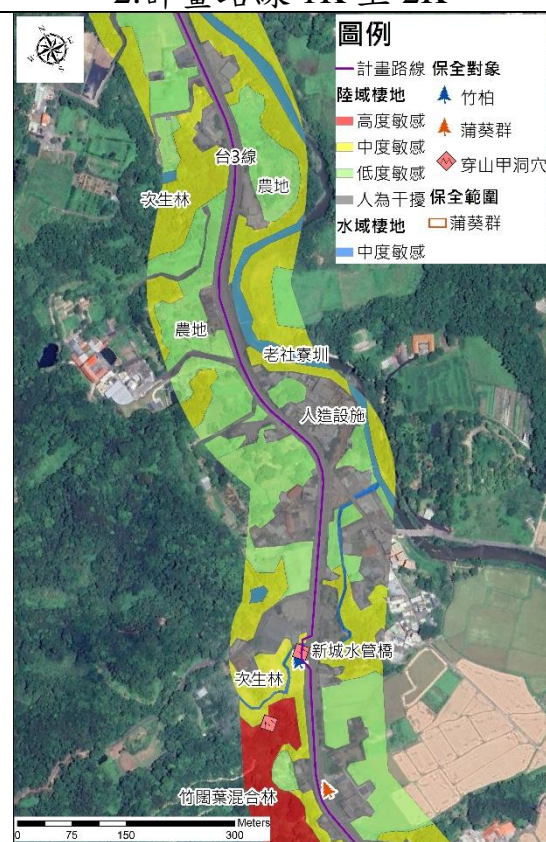 2.計畫路線 1K 至 2K
圖例
計畫路線 保全對象
陸域棲地 竹柏
高度敏感 蒲葵群
中度敏感
低度敏感 穿山甲洞穴
人為干擾 保全範圍
水域棲地 蒲葵群
中度敏感
台3線
農地
次生林
農地
老社寮圳
人造設施
新城水管橋
次生林
竹闊葉混合林
Meters
0 75 150 300